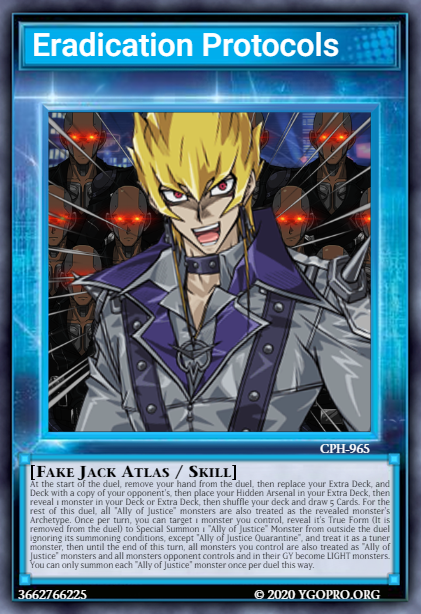 Eradication Protocols
CPH-965
[Fake Jack Atlas / Skill]
At the start of the duel, remove your hand from the duel, then replace your Extra Deck, and
Deck with a copy of your opponent's, then place your Hidden Arsenal in your Extra Deck, then
reveal 1 monster in your Deck or Extra Deck, then shuffle your deck and draw 5 Cards. For the
rest of this duel, all "Ally of Justice" monsters are also treated as the revealed monster's
Archetype. Once per turn, you can target 1 monster you control, reveal it's True Form (It is
removed from the duel) to Special Summon 1 "Ally of Justice" Monster from outside the duel
ignoring its summoning conditions, except "Ally of Justice Quarantine", and treat it as a tuner
monster, then until the end of this turn, all monsters you control are also treated as "Ally of
Justice" monsters and all monsters opponent controls and in their GY become LIGHT monsters.
You can only summon each "Ally of Justice" monster once per duel this way.
3662766225
© 2020 YGOPRO.ORG